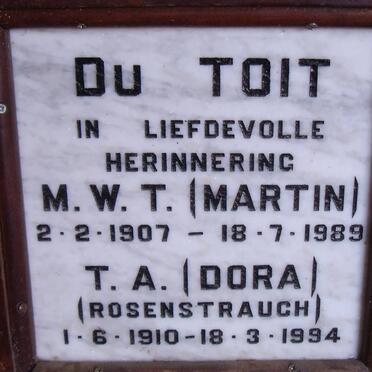 Du TOIT
IN LIEFDEVOLLE
HERINNERING
M. W. T. (MARTIN)
2 · 2 · 1907 – 18 · 7 · 1989
T. A. (DORA)
(ROSENSTRAUCH)
1 · 6 · 1910 - 18 · 3 · 1994